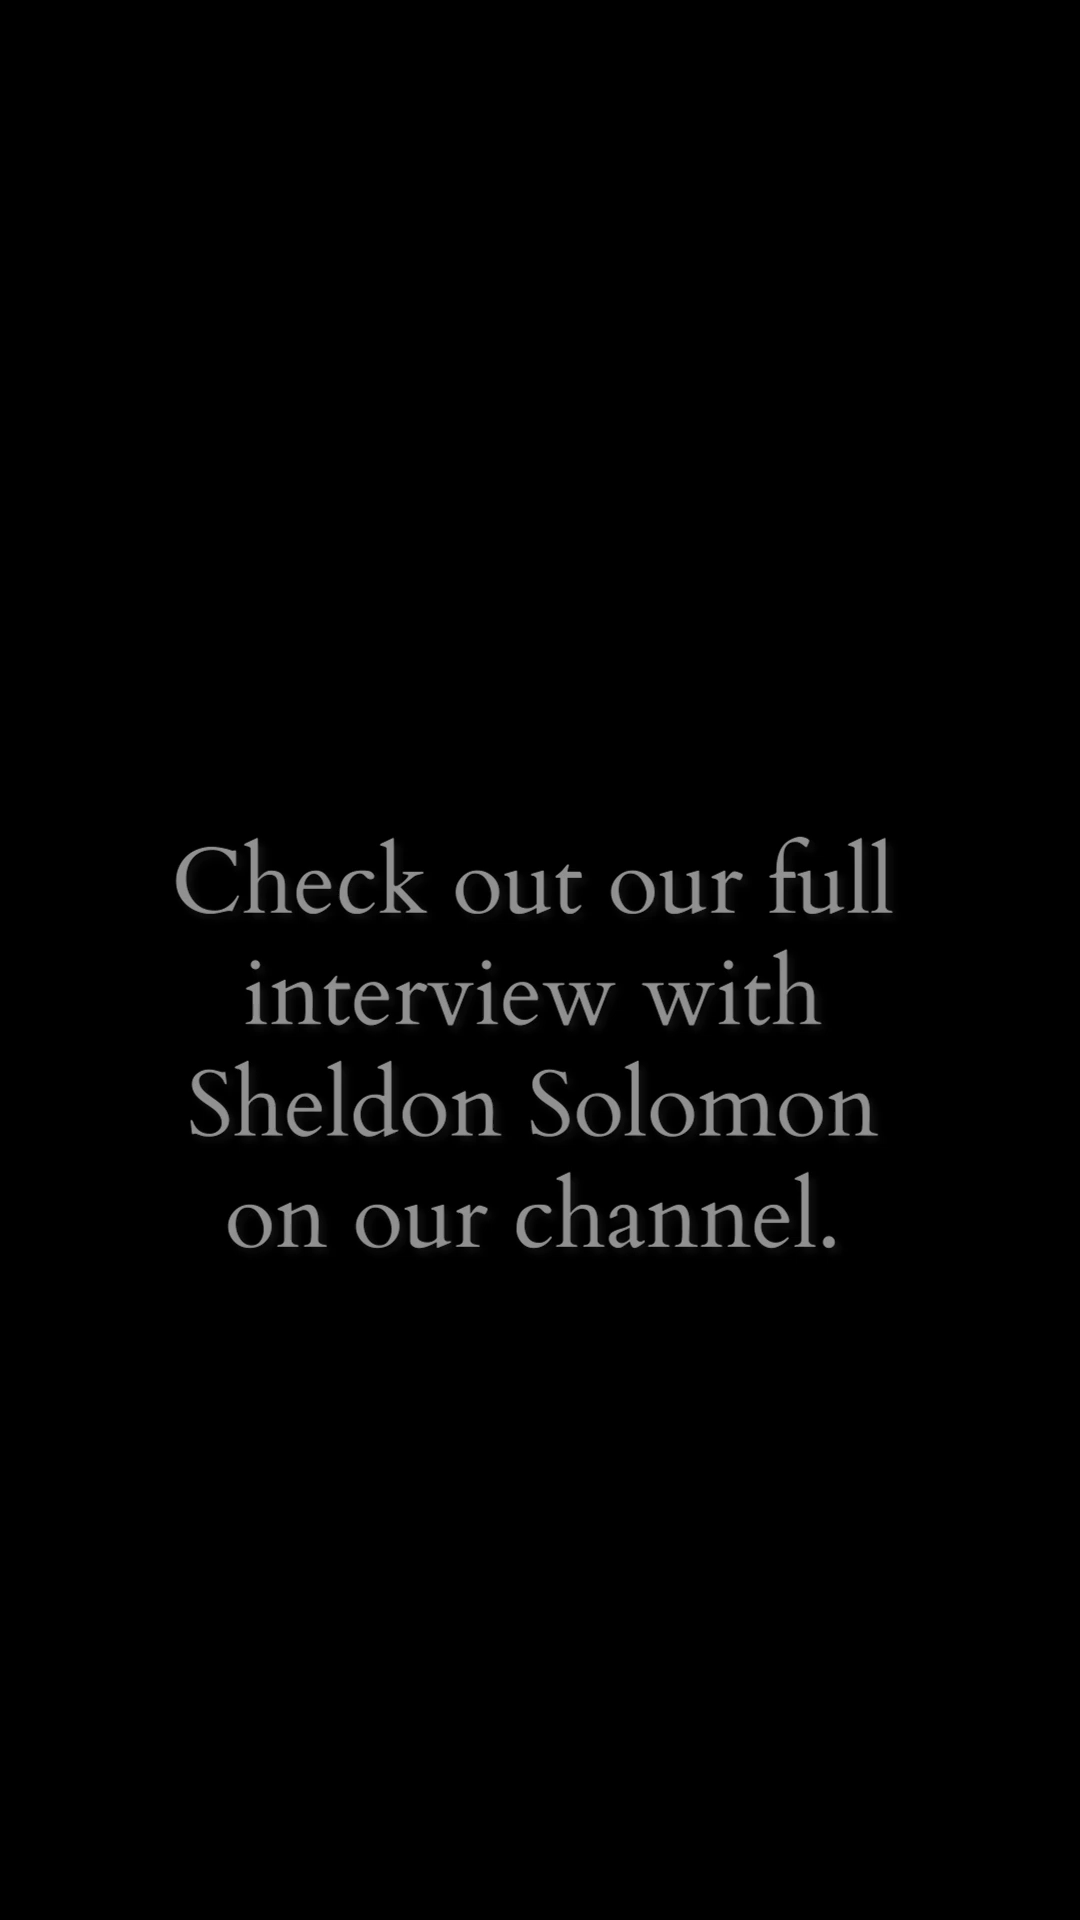 Check out our full
interview with
Sheldon Solomon
on our channel.